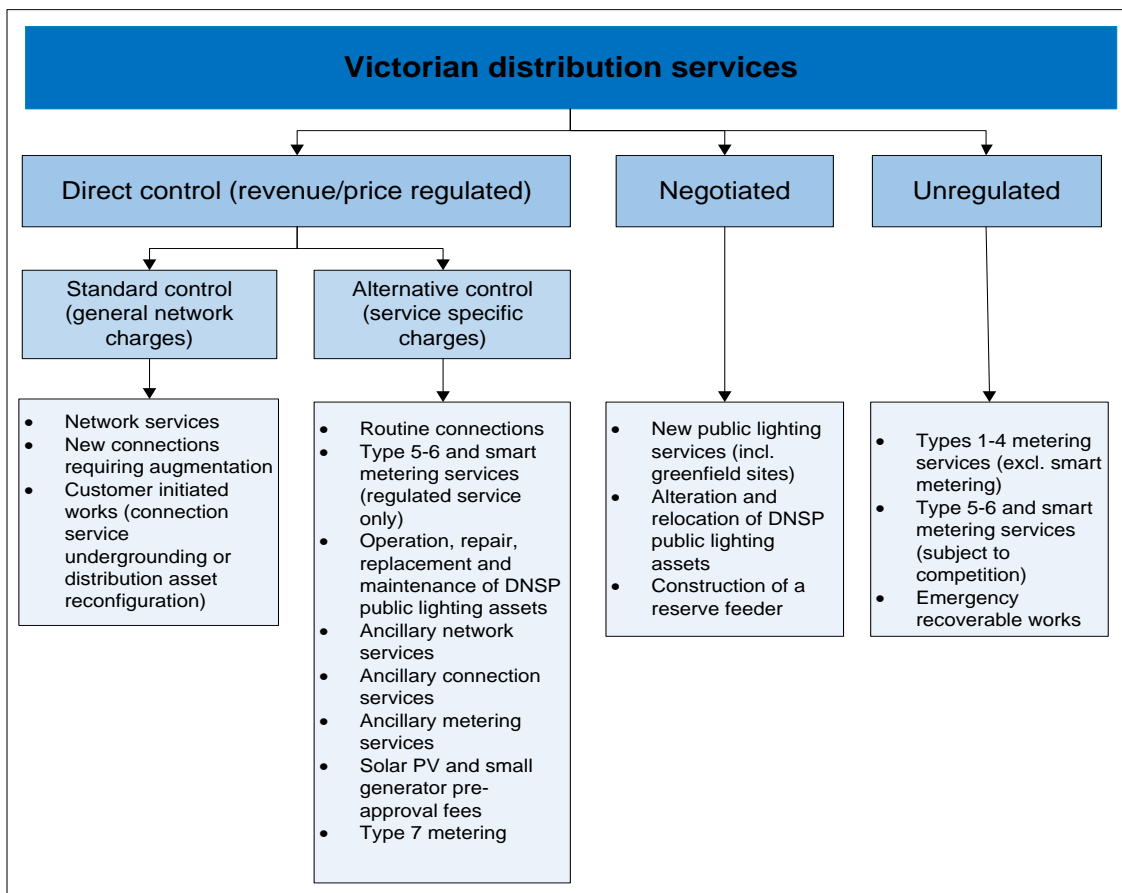 Victorian distribution services
Direct control (revenue/price regulated)
Negotiated
Unregulated
Standard control
(general network
charges)
Alternative control
(service specific
charges)
• Network services
• New connections
requiring augmentation
• Customer initiated
works (connection
service
undergrounding or
distribution asset
reconfiguration)
• Routine connections
• Type 5-6 and smart
metering services
(regulated service
only)
• Operation, repair,
replacement and
maintenance of DNSP
public lighting assets
• Ancillary network
services
• Ancillary connection
services
• Ancillary metering
services
• Solar PV and small
generator pre-
approval fees
• Type 7 metering
• New public lighting
services (incl.
greenfield sites)
• Alteration and
relocation of DNSP
public lighting
assets
• Construction of a
reserve feeder
• Types 1-4 metering
services (excl. smart
metering)
• Type 5-6 and smart
metering services
(subject to
competition)
• Emergency
recoverable works